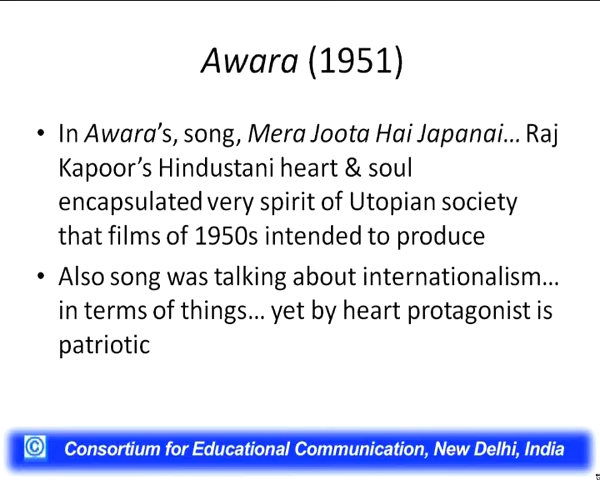 Awara (1951)
• In Awara's, song, Mera Joota Hai Japanai... Raj
Kapoor's Hindustani heart & soul
encapsulated very spirit of Utopian society
that films of 1950s intended to produce
• Also song was talking about internationalism...
in terms of things... yet by heart protagonist is
patriotic
© Consortium for Educational Communication, New Delhi, India